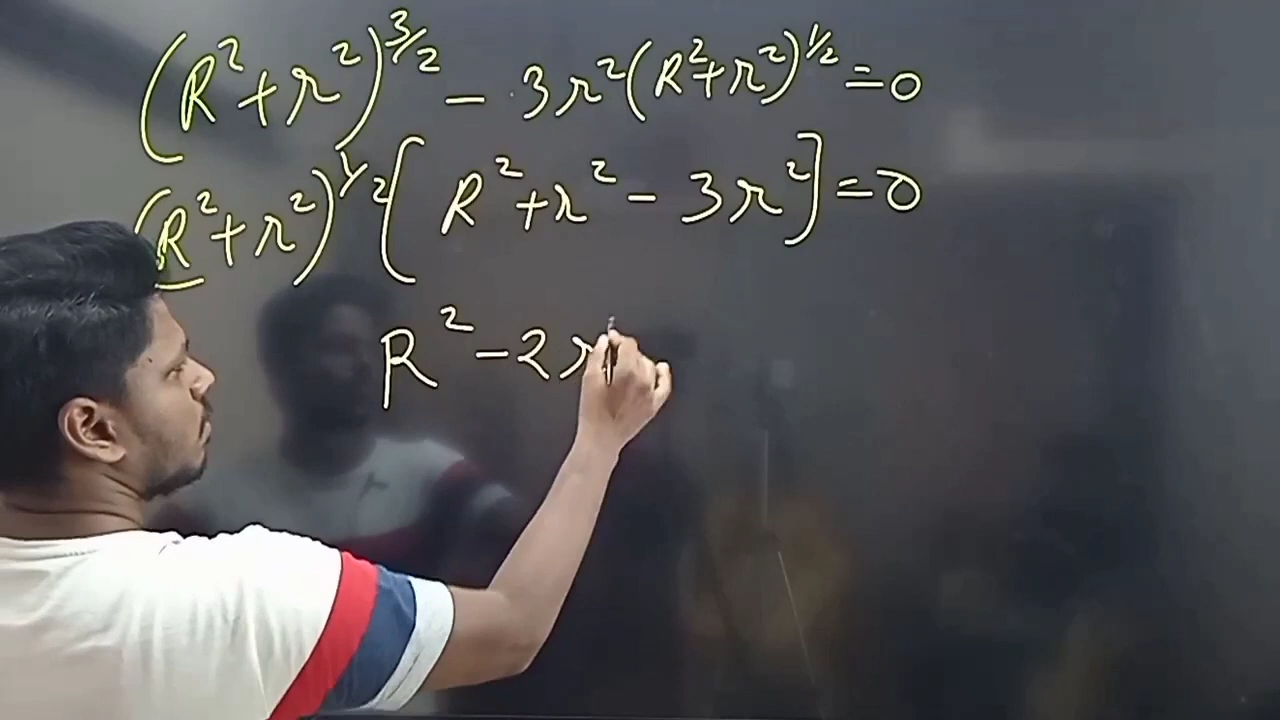 (R²+r²)^3/2 - 3r²(R²+r²)^1/2 = 0
(R²+r²)^1/2 [R²+r² - 3r²] = 0
R² - 2r